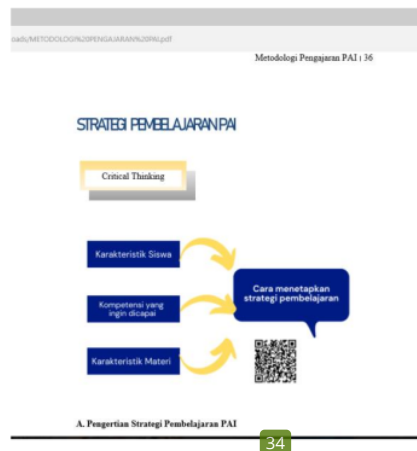 oads/METODOLOGI%20PENGAJARAN%20PAI.pdf
Metodologi Pengajaran PAI | 36
STRATEGI PEMBELAJARAN PAI
Critical Thinking
Karakteristik Siswa
Kompetensi yang
ingin dicapai
Karakteristik Materi
Cara menetapkan
strategi pembelajaran
A. Pengertian Strategi Pembelajaran PAI
34